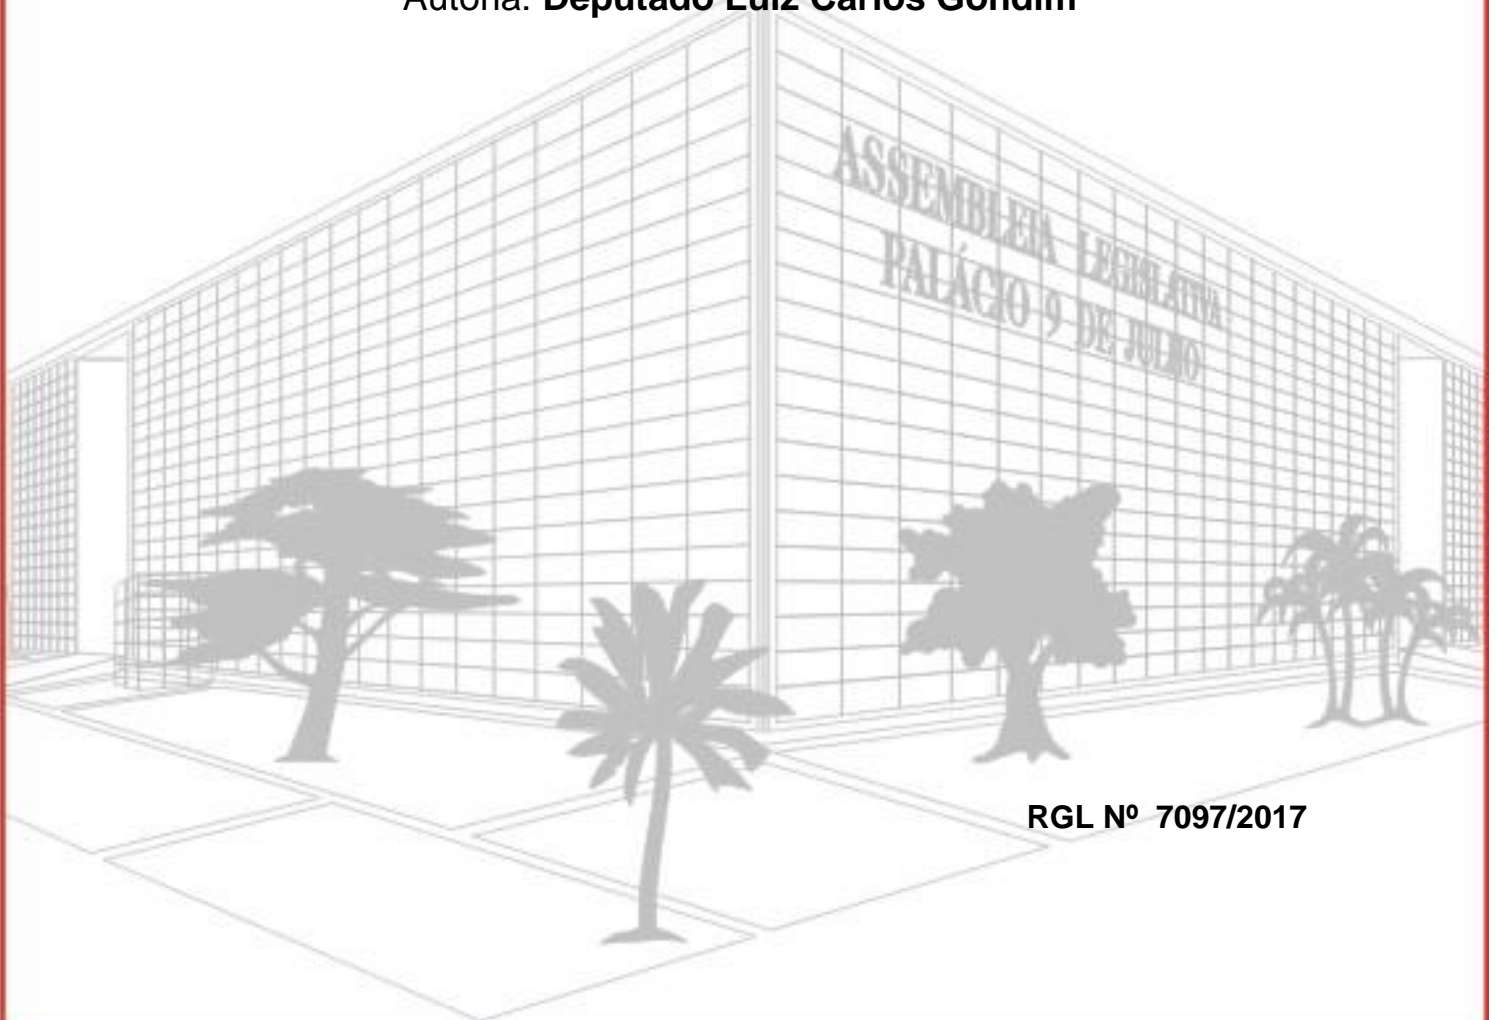 Autoria: Deputado Luiz Carlos Gondim
ASSEMBLEIA LEGISLATIVA
PALÁCIO 9 DE JULHO
RGL Nº 7097/2017